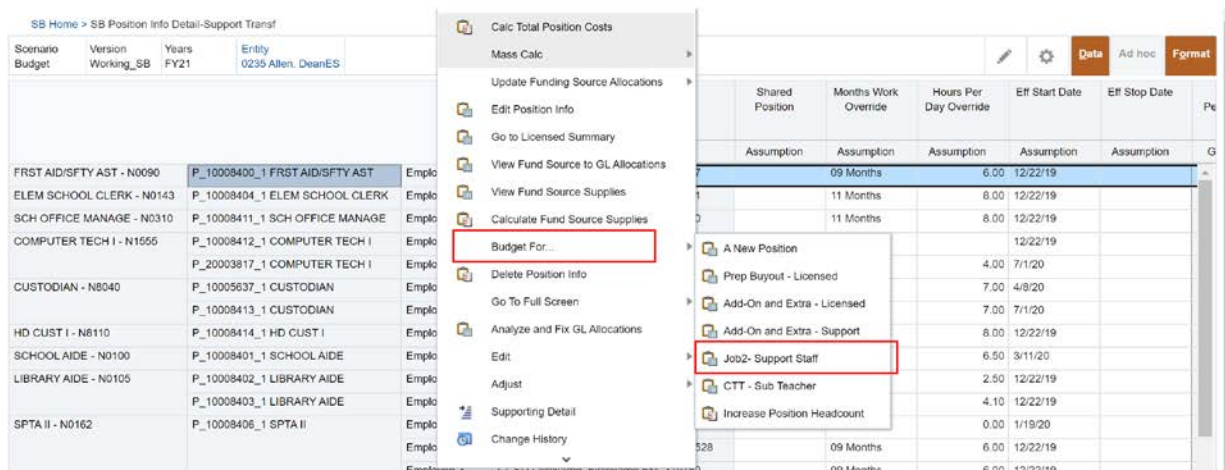 SB Home > SB Position Info Detail-Support Transf
Scenario Version Years Entity
Budget Working_SB FY21 0235 Allen, DeanES
Data Ad hoc Format
Shared Position Months Work Override Hours Per Day Override Eff Start Date Eff Stop Date
Assumption Assumption Assumption Assumption Assumption
FRST AID/SFTY AST - N0090 P_10008400_1 FRST AID/SFTY AST Emplo 09 Months 6.00 12/22/19
ELEM SCHOOL CLERK - N0143 P_10008404_1 ELEM SCHOOL CLERK Emplo 11 Months 8.00 12/22/19
SCH OFFICE MANAGE - N0310 P_10008411_1 SCH OFFICE MANAGE Emplo 11 Months 8.00 12/22/19
COMPUTER TECH I - N1555 P_10008412_1 COMPUTER TECH I Emplo 12/22/19
P_20003817_1 COMPUTER TECH I Emplo 4.00 7/1/20
CUSTODIAN - N8040 P_10005637_1 CUSTODIAN Emplo 7.00 4/8/20
P_10008413_1 CUSTODIAN Emplo 7.00 7/1/20
HD CUST I - N8110 P_10008414_1 HD CUST I Emplo 8.00 12/22/19
SCHOOL AIDE - N0100 P_10008401_1 SCHOOL AIDE Emplo 6.50 3/11/20
LIBRARY AIDE - N0105 P_10008402_1 LIBRARY AIDE Emplo 2.50 12/22/19
P_10008403_1 LIBRARY AIDE Emplo 4.10 12/22/19
SPTA II - N0162 P_10008406_1 SPTA II Emplo 0.00 1/19/20
528 09 Months 6.00 12/22/19
Calc Total Position Costs
Mass Calc
Update Funding Source Allocations
Edit Position Info
Go to Licensed Summary
View Fund Source to GL Allocations
View Fund Source Supplies
Calculate Fund Source Supplies
Budget For...
Delete Position Info
Go To Full Screen
Analyze and Fix GL Allocations
Edit
Adjust
Supporting Detail
Change History
A New Position
Prep Buyout - Licensed
Add-On and Extra - Licensed
Add-On and Extra - Support
Job2- Support Staff
CTT - Sub Teacher
Increase Position Headcount